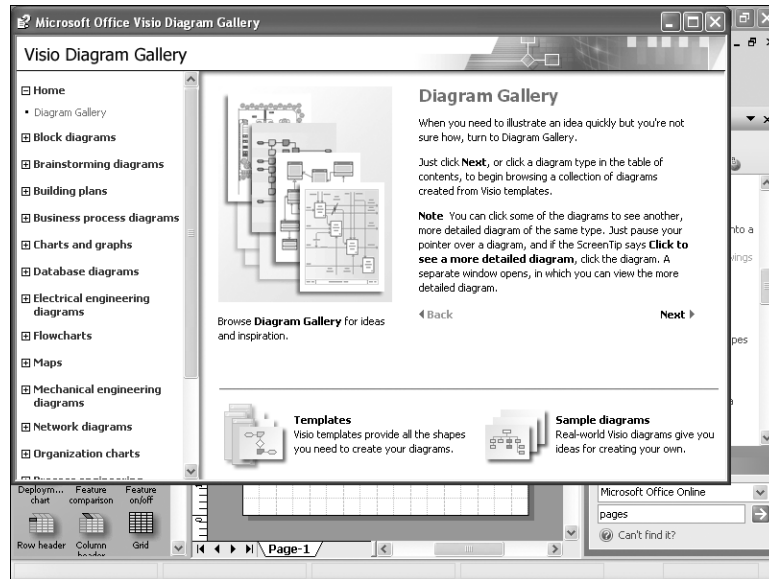 Microsoft Office Visio Diagram Gallery
Visio Diagram Gallery
Home
• Diagram Gallery
Block diagrams
Brainstorming diagrams
Building plans
Business process diagrams
Charts and graphs
Database diagrams
Electrical engineering
diagrams
Flowcharts
Maps
Mechanical engineering
diagrams
Network diagrams
Organization charts
Browse Diagram Gallery for ideas
and inspiration.
Diagram Gallery
When you need to illustrate an idea quickly but you're not
sure how, turn to Diagram Gallery.
Just click Next, or click a diagram type in the table of
contents, to begin browsing a collection of diagrams
created from Visio templates.
Note You can click some of the diagrams to see another,
more detailed diagram of the same type. Just pause your
pointer over a diagram, and if the ScreenTip says Click to
see a more detailed diagram, click the diagram. A
separate window opens, in which you can view the more
detailed diagram.
Back
Next
Templates
Visio templates provide all the shapes
you need to create your diagrams.
Sample diagrams
Real-world Visio diagrams give you
ideas for creating your own.
nto a
wings
pes
Deploym... Feature Feature
chart comparison on/off
Row header Column Grid
header
Page-1
Microsoft Office Online
pages
Can't find it?